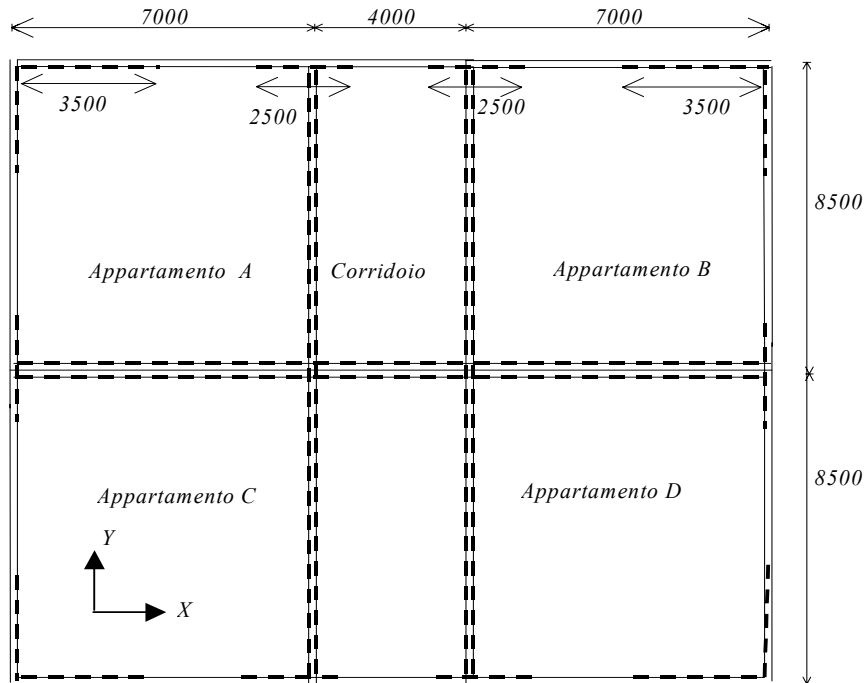 7000 4000 7000
3500 2500 2500 3500
8500
Appartamento A Corridoio Appartamento B
Appartamento C Appartamento D
8500
Y
X